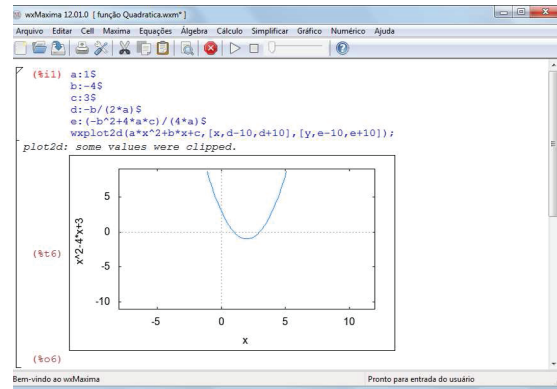 wxMaxima 12.01.0 [ função Quadratica.wxm* ]
Arquivo Editar Cell Maxima Equações Álgebra Cálculo Simplificar Gráfico Numérico Ajuda
(%i1) a:1$
b:-4$
c:3$
d:-b/(2*a)$
e:(-b^2+4*a*c)/(4*a)$
wxplot2d(a*x^2+b*x+c,[x,d-10,d+10],[y,e-10,e+10]);
plot2d: some values were clipped.
(%t6)
x^2-4*x+3
5
0
-5
-10
-5 0 5 10
x
(%o6)
Bem-vindo ao wxMaxima Pronto para entrada do usuário